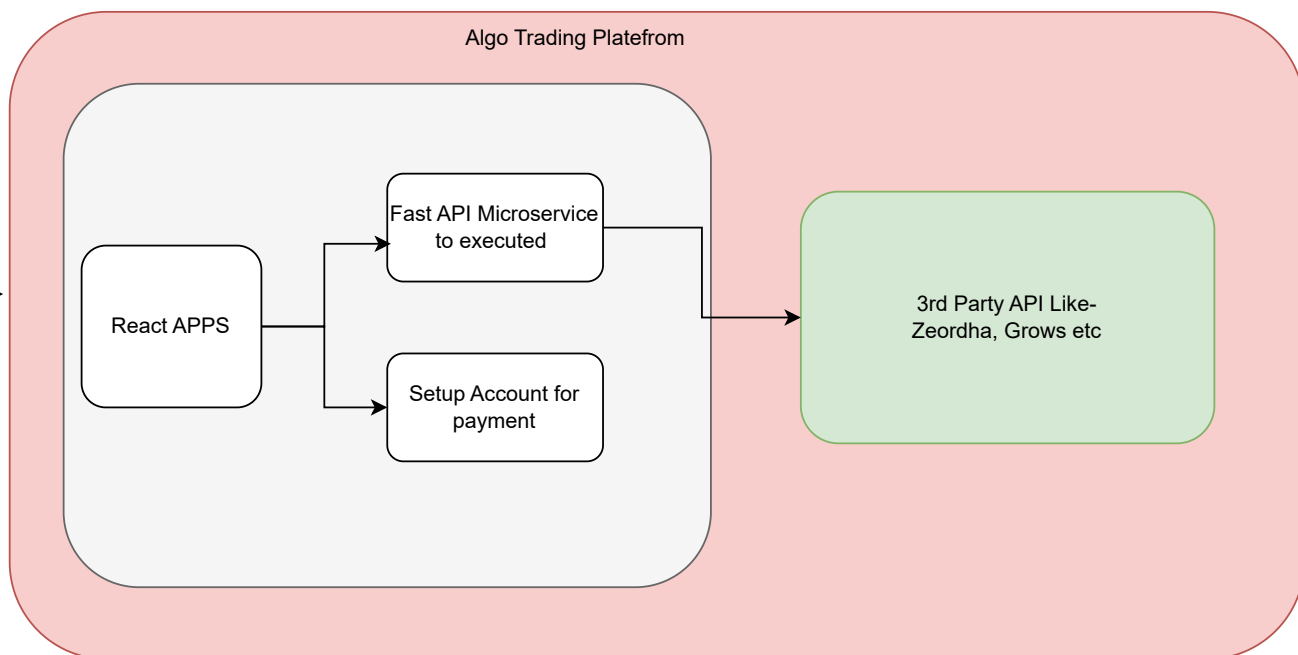 Algo Trading Platefrom
Fast API Microservice
to executed
React APPS
3rd Party API Like-
Zeordha, Grows etc
Setup Account for
payment